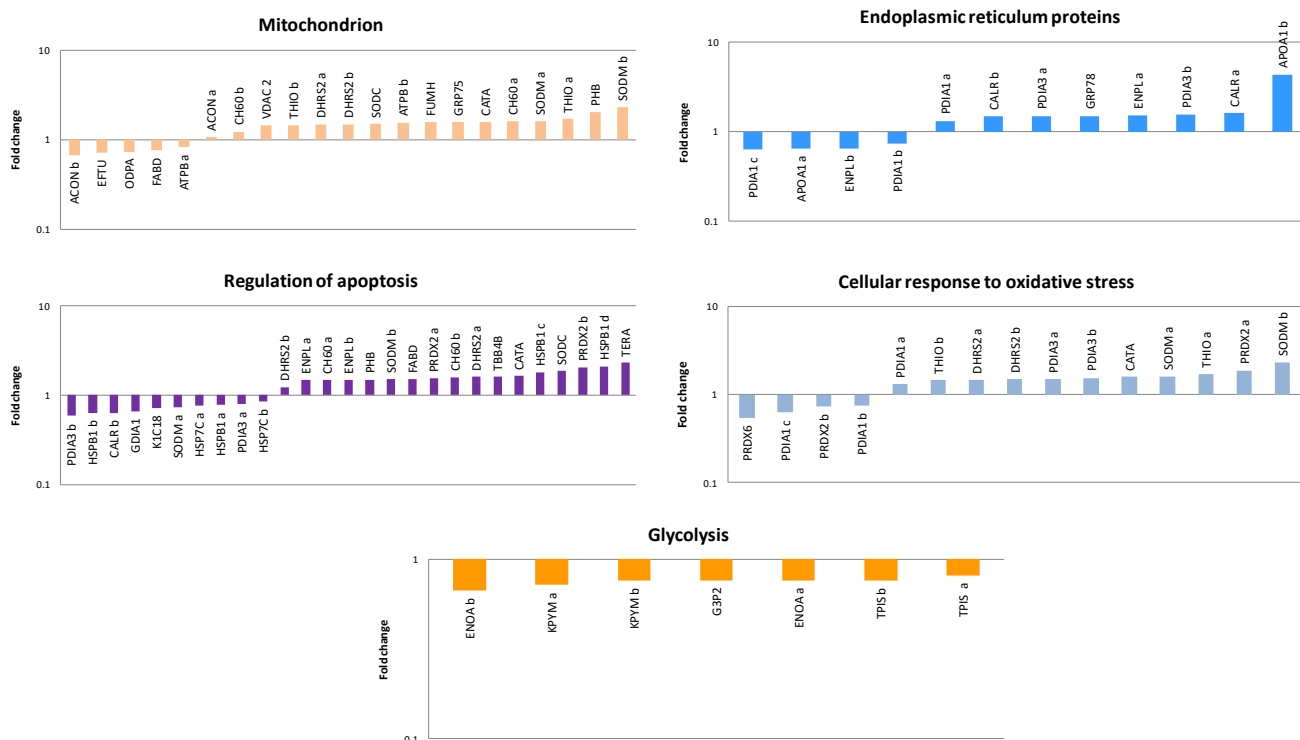 Mitochondrion
Fold change
10
1
0.1
ACON b
EFTU
ODPA
FABD
ATPB a
ACON a
CH60 b
VDAC 2
THIO b
DHRS2 a
DHRS2 b
SODC
ATPB b
FUMH
GRP75
CATA
CH60 a
SODM a
THIO a
PHB
SODM b
Endoplasmic reticulum proteins
Fold change
10
1
0.1
PDIA1 c
APOA1 a
ENPL b
PDIA1 b
PDIA1 a
CALR b
PDIA3 a
GRP78
ENPL a
PDIA3 b
CALR a
APOA1 b
Regulation of apoptosis
Fold change
10
1
0.1
PDIA3 b
HSPB1 b
CALR b
GDIA1
K1C18
SODM a
HSP7C a
HSPB1 a
PDIA3 a
HSP7C b
DHRS2 b
ENPL a
CH60 a
ENPL b
PHB
SODM b
FABD
PRDX2 a
CH60 b
DHRS2 a
TBB4B
CATA
HSPB1 c
SODC
PRDX2 b
HSPB1 d
TERA
Cellular response to oxidative stress
Fold change
10
1
0.1
PRDX6
PDIA1 c
PRDX2 b
PDIA1 b
PDIA1 a
THIO b
DHRS2 a
DHRS2 b
PDIA3 a
PDIA3 b
CATA
SODM a
THIO a
PRDX2 a
SODM b
Glycolysis
Fold change
1
0.1
ENOA b
KPYM a
KPYM b
G3P2
ENOA a
TPIS b
TPIS a